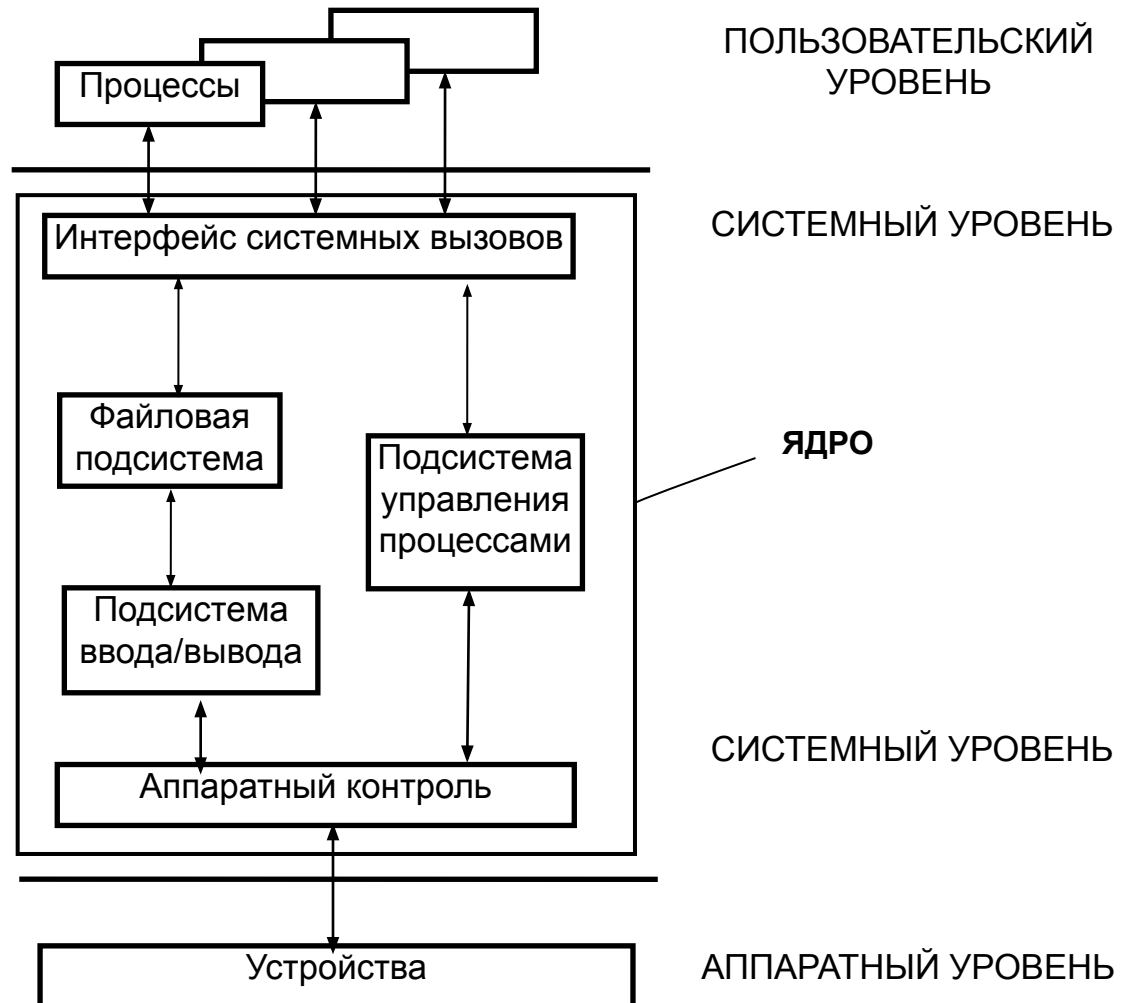 ПОЛЬЗОВАТЕЛЬСКИЙ
УРОВЕНЬ
Процессы
СИСТЕМНЫЙ УРОВЕНЬ
Интерфейс системных вызовов
Файловая
подсистема
ЯДРО
Подсистема
управления
процессами
Подсистема
ввода/вывода
СИСТЕМНЫЙ УРОВЕНЬ
Аппаратный контроль
Устройства
АППАРАТНЫЙ УРОВЕНЬ